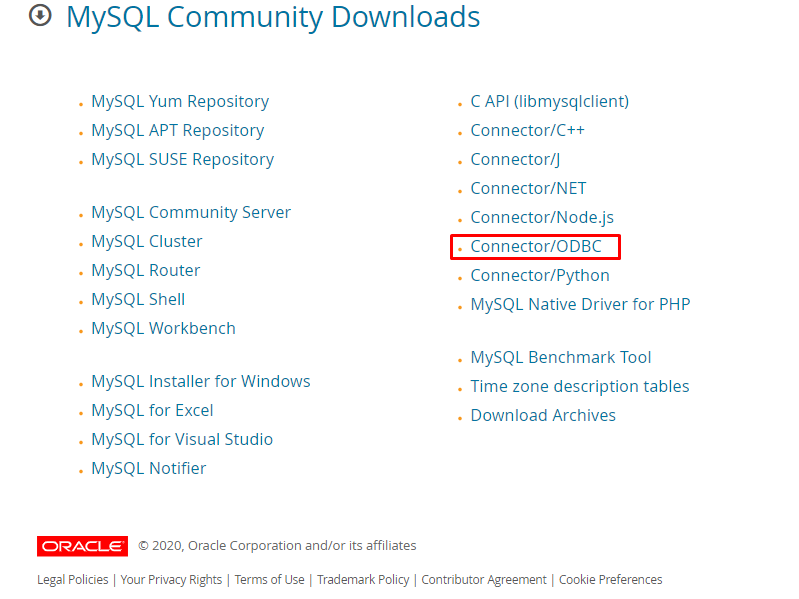 MySQL Community Downloads
MySQL Yum Repository
MySQL APT Repository
MySQL SUSE Repository
MySQL Community Server
MySQL Cluster
MySQL Router
MySQL Shell
MySQL Workbench
MySQL Installer for Windows
MySQL for Excel
MySQL for Visual Studio
MySQL Notifier
C API (libmysqlclient)
Connector/C++
Connector/J
Connector/NET
Connector/Node.js
Connector/ODBC
Connector/Python
MySQL Native Driver for PHP
MySQL Benchmark Tool
Time zone description tables
Download Archives
ORACLE © 2020, Oracle Corporation and/or its affiliates
Legal Policies | Your Privacy Rights | Terms of Use | Trademark Policy | Contributor Agreement | Cookie Preferences